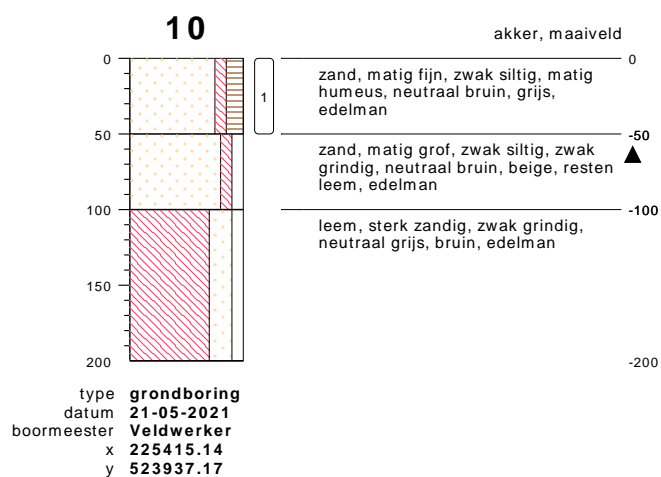 10
akker, maaiveld
0
0
1
zand, matig fijn, zwak siltig, matig
humeus, neutraal bruin, grijs,
edelman
50
-50
zand, matig grof, zwak siltig, zwak
grindig, neutraal bruin, beige, resten
leem, edelman
100
-100
leem, sterk zandig, zwak grindig,
neutraal grijs, bruin, edelman
150
200
-200
type grondboring
datum 21-05-2021
boormeester Veldwerker
x 225415.14
y 523937.17